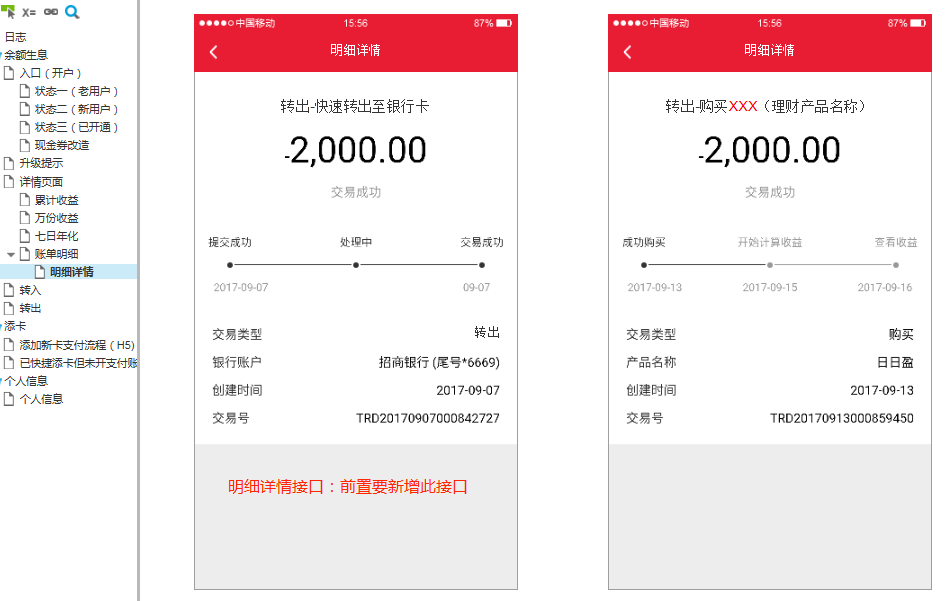 X=
日志
余额生息
入口（开户）
状态一（老用户）
状态二（新用户）
状态三（已开通）
现金券改造
升级提示
详情页面
累计收益
万份收益
七日年化
账单明细
明细详情
转入
转出
添卡
添加新卡支付流程（H5)
已快捷添卡但未开支付账
个人信息
个人信息
中国移动 15:56 87%
明细详情
转出-快速转出至银行卡
-2,000.00
交易成功
提交成功 处理中 交易成功
2017-09-07 09-07
交易类型 转出
银行账户 招商银行 (尾号*6669)
创建时间 2017-09-07
交易号 TRD20170907000842727
明细详情接口：前置要新增此接口
中国移动 15:56 87%
明细详情
转出-购买XXX（理财产品名称）
-2,000.00
交易成功
成功购买 开始计算收益 查看收益
2017-09-13 2017-09-15 2017-09-16
交易类型 购买
产品名称 日日盈
创建时间 2017-09-13
交易号 TRD20170913000859450